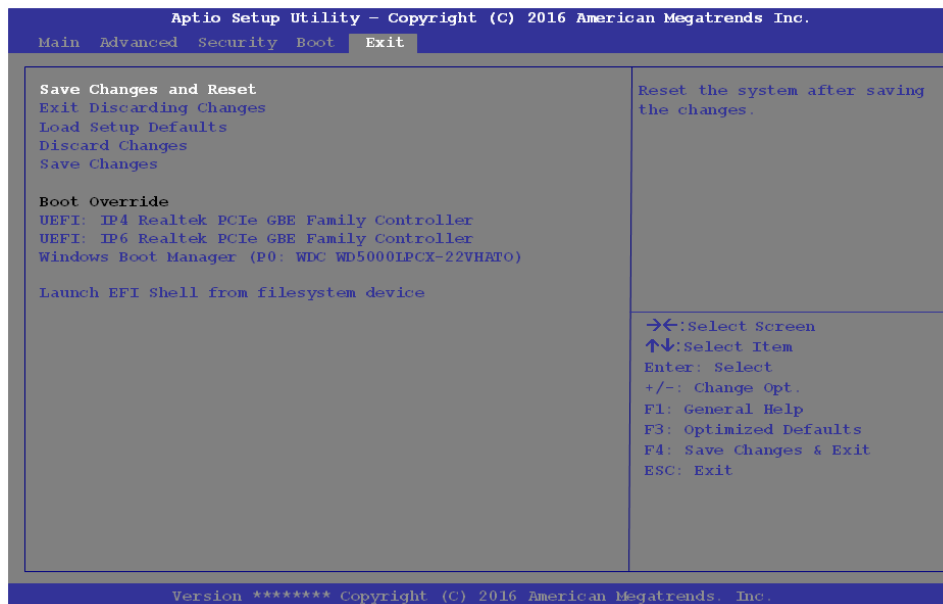 Aptio Setup Utility – Copyright (C) 2016 American Megatrends Inc.
Main Advanced Security Boot Exit
Save Changes and Reset
Exit Discarding Changes
Load Setup Defaults
Discard Changes
Save Changes
Boot Override
UEFI: IP4 Realtek PCIe GBE Family Controller
UEFI: IP6 Realtek PCIe GBE Family Controller
Windows Boot Manager (P0: WDC WD5000LPCX-22VHATO)
Launch EFI Shell from filesystem device
Reset the system after saving
the changes.
→←:Select Screen
↑↓:Select Item
Enter: Select
+/-: Change Opt.
F1: General Help
F3: Optimized Defaults
F4: Save Changes & Exit
ESC: Exit
Version ******** Copyright (C) 2016 American Megatrends. Inc.